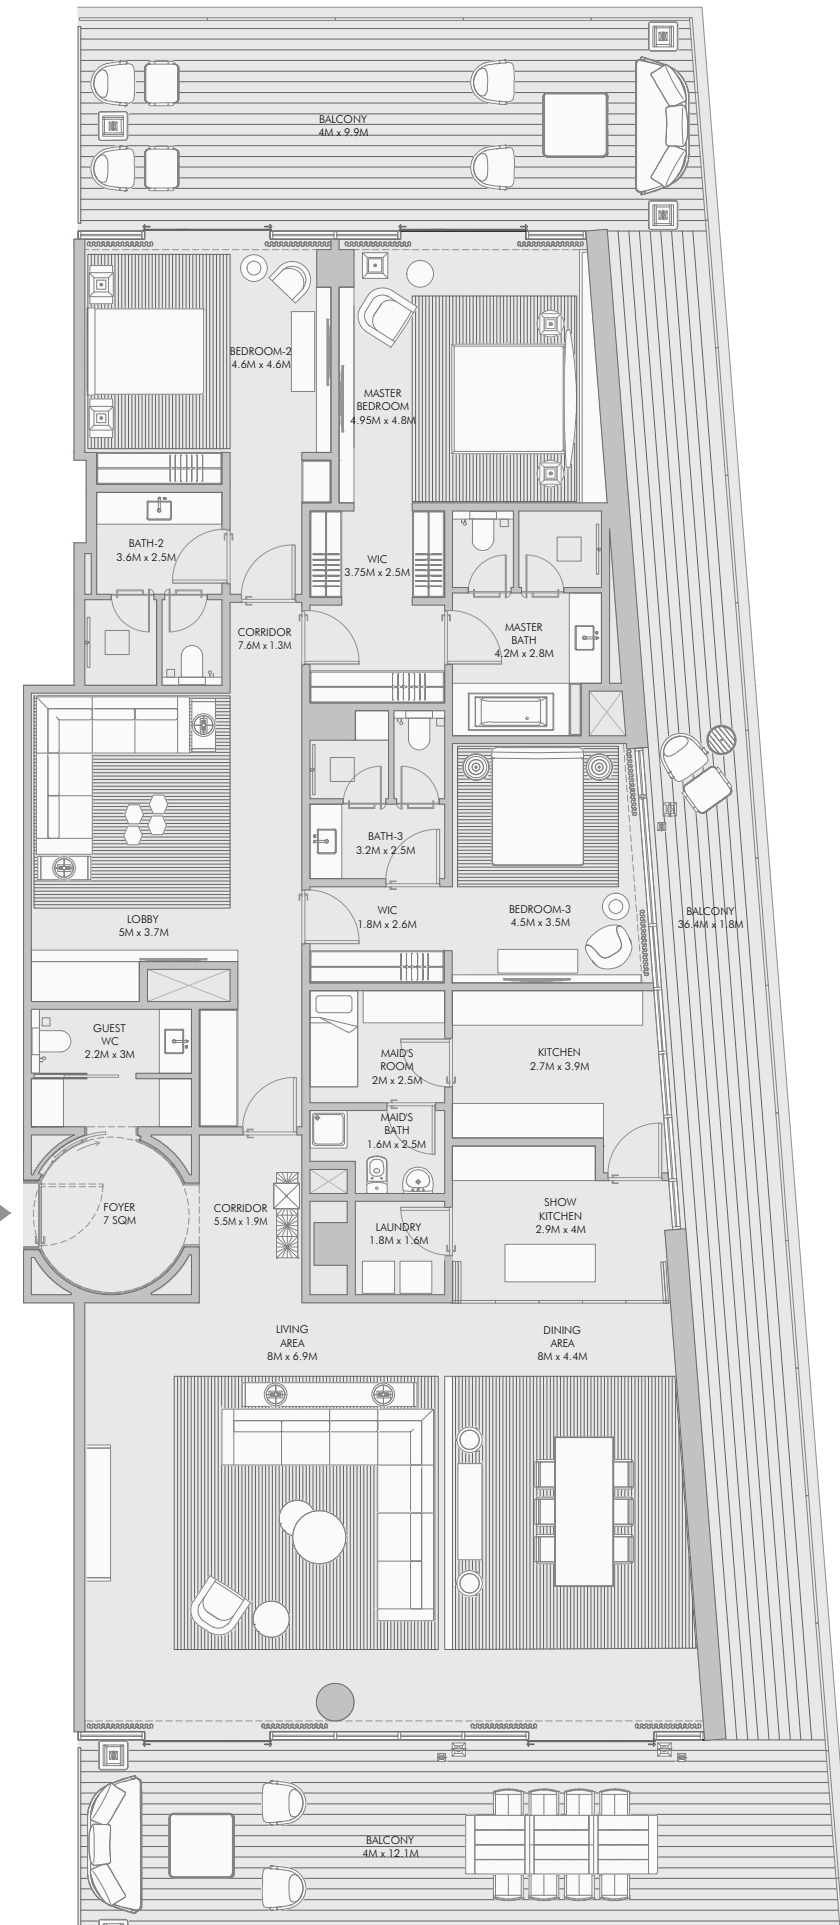 BALCONY
4M x 9.9M
BEDROOM-2
4.6M x 4.6M
MASTER
BEDROOM
4.95M x 4.8M
BATH-2
3.6M x 2.5M
WIC
3.75M x 2.5M
CORRIDOR
7.6M x 1.3M
MASTER
BATH
4.2M x 2.8M
BATH-3
3.2M x 2.5M
LOBBY
5M x 3.7M
WIC
1.8M x 2.6M
BEDROOM-3
4.5M x 3.5M
BALCONY
36.4M x 1.8M
GUEST
WC
2.2M x 3M
MAID'S
ROOM
2M x 2.5M
KITCHEN
2.7M x 3.9M
MAID'S
BATH
1.6M x 2.5M
FOYER
7 SQM
CORRIDOR
5.5M x 1.9M
LAUNDRY
1.8M x 1.6M
SHOW
KITCHEN
2.9M x 4M
LIVING
AREA
8M x 6.9M
DINING
AREA
8M x 4.4M
BALCONY
4M x 12.1M